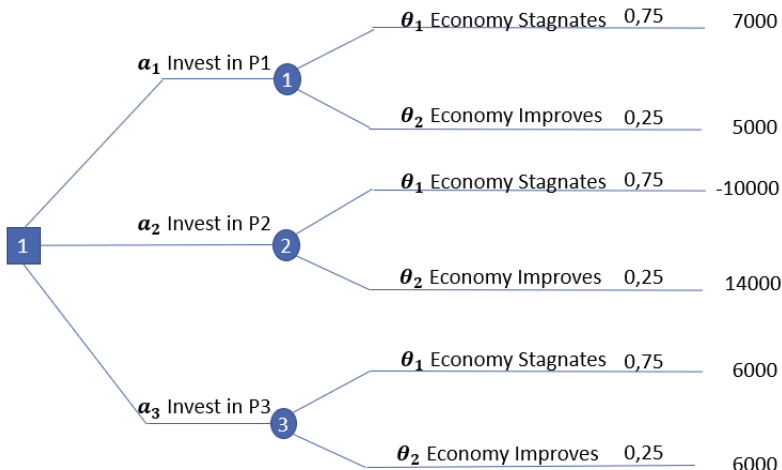 θ₁ Economy Stagnates 0,75 7000
a₁ Invest in P1
1
θ₂ Economy Improves 0,25 5000
θ₁ Economy Stagnates 0,75 -10000
a₂ Invest in P2
1
2
θ₂ Economy Improves 0,25 14000
θ₁ Economy Stagnates 0,75 6000
a₃ Invest in P3
3
θ₂ Economy Improves 0,25 6000